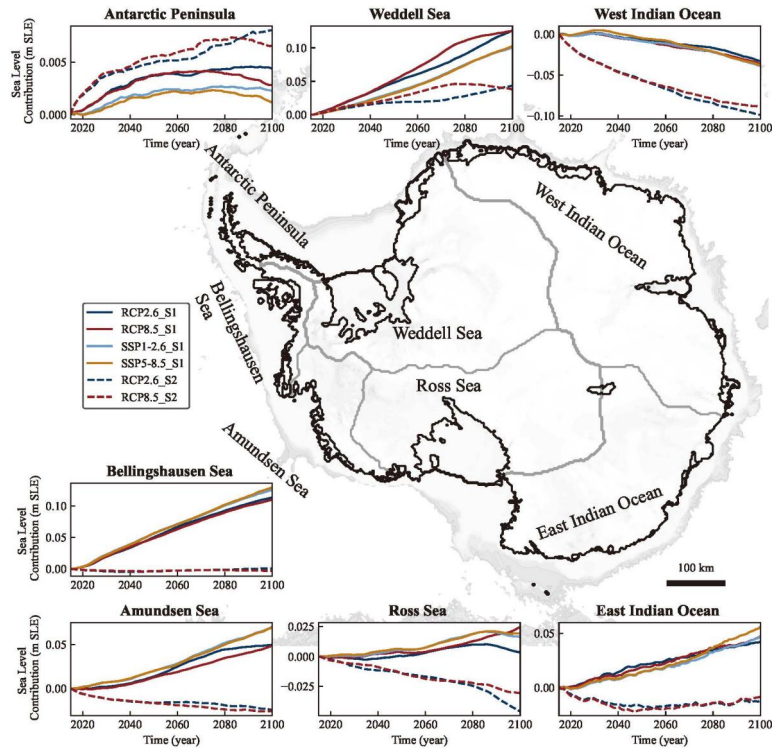 Antarctic Peninsula
Sea Level
Contribution (m SLE)
0.005
0.000
2020 2040 2060 2080 2100
Time (year)
Weddell Sea
0.10
0.05
0.00
2020 2040 2060 2080 2100
Time (year)
West Indian Ocean
0.00
−0.05
−0.10
2020 2040 2060 2080 2100
Time (year)
Antarctic Peninsula
West Indian Ocean
Bellingshausen
Sea
Weddell Sea
Ross Sea
Amundsen Sea
East Indian Ocean
100 km
RCP2.6_S1
RCP8.5_S1
SSP1-2.6_S1
SSP5-8.5_S1
RCP2.6_S2
RCP8.5_S2
Bellingshausen Sea
Sea Level
Contribution (m SLE)
0.10
0.05
0.00
2020 2040 2060 2080 2100
Amundsen Sea
Sea Level
Contribution (m SLE)
0.05
0.00
2020 2040 2060 2080 2100
Time (year)
Ross Sea
0.025
0.000
−0.025
2020 2040 2060 2080 2100
Time (year)
East Indian Ocean
0.05
0.00
2020 2040 2060 2080 2100
Time (year)